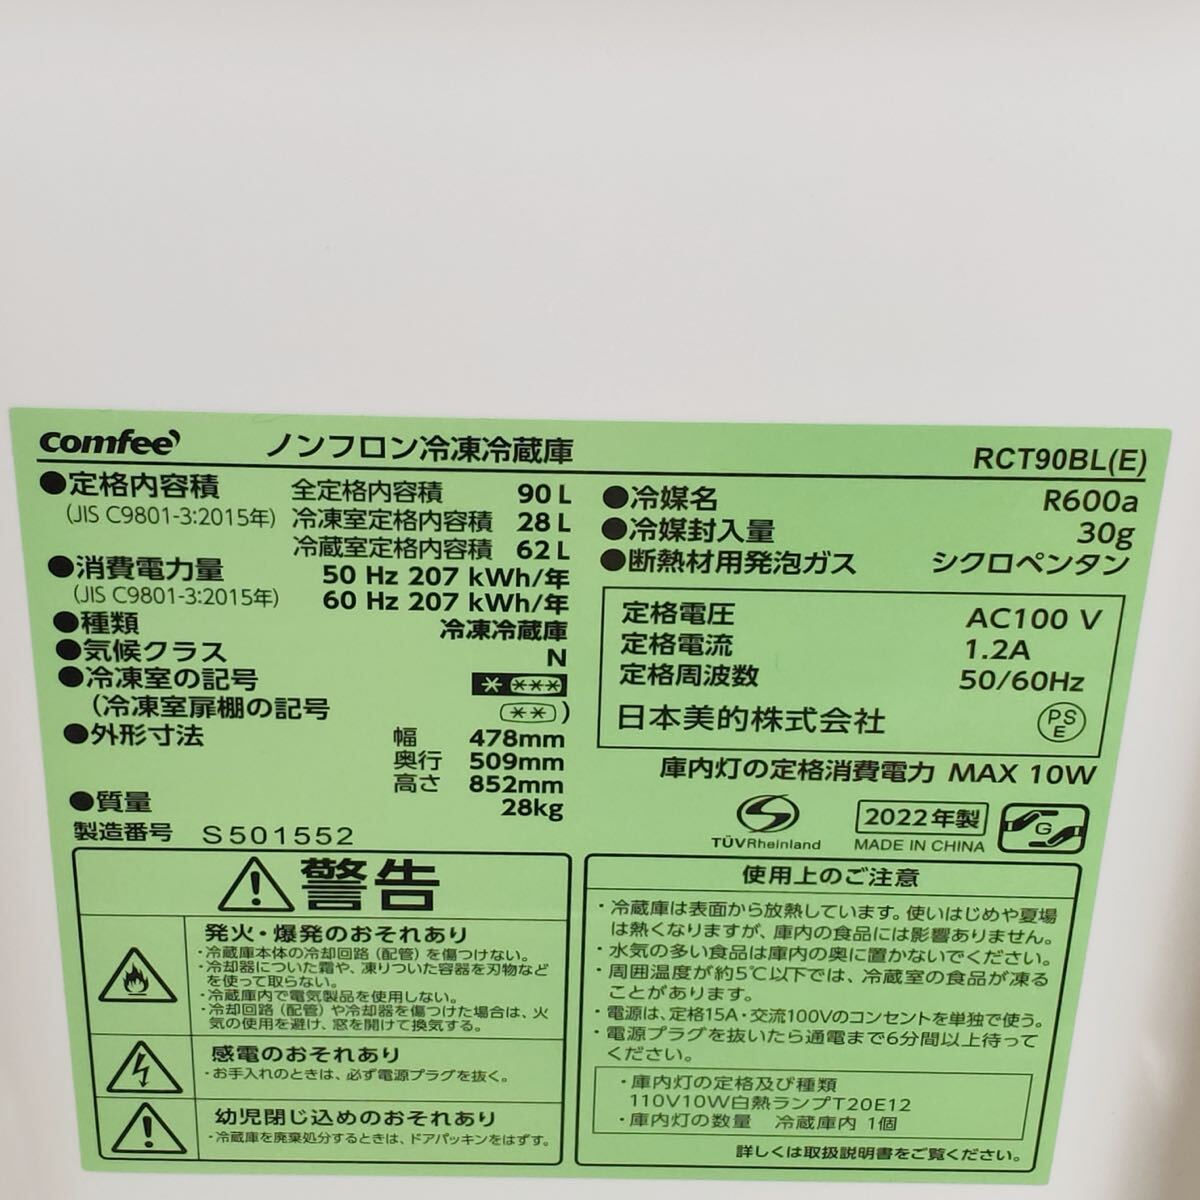 comfee' ノンフロン冷凍冷蔵庫 RCT90BL(E)
●定格内容積 全定格内容積 90 L
(JIS C9801-3:2015年) 冷凍室定格内容積 28 L
冷蔵室定格内容積 62 L
●消費電力量 50 Hz 207 kWh/年
(JIS C9801-3:2015年) 60 Hz 207 kWh/年
●種類 冷凍冷蔵庫
●気候クラス N
●冷凍室の記号 * ***
(冷凍室扉棚の記号 (**))
●外形寸法 幅 478mm
奥行 509mm
高さ 852mm
●質量 28kg
製造番号 S501552
●冷媒名 R600a
●冷媒封入量 30g
●断熱材用発泡ガス シクロペンタン
定格電圧 AC100 V
定格電流 1.2A
定格周波数 50/60Hz
日本美的株式会社 PSE
庫内灯の定格消費電力 MAX 10W
TÜVRheinland
2022年製
MADE IN CHINA
G
警告
発火・爆発のおそれあり
・冷蔵庫本体の冷却回路(配管)を傷つけない。
・冷却器についた霜や、凍りついた容器を刃物など
を使って取らない。
・冷蔵庫内で電気製品を使用しない。
・冷却回路(配管)や冷却器を傷つけた場合は、火
気の使用を避け、窓を開けて換気する。
感電のおそれあり
・お手入れのときは、必ず電源プラグを抜く。
幼児閉じ込めのおそれあり
・冷蔵庫を廃棄処分するときは、ドアパッキンをはずす。
使用上のご注意
・冷蔵庫は表面から放熱しています。使いはじめや夏場
は熱くなりますが、庫内の食品には影響ありません。
・水気の多い食品は庫内の奥に置かないでください。
・周囲温度が約5℃以下では、冷蔵室の食品が凍る
ことがあります。
・電源は、定格15A・交流100Vのコンセントを単独で使う。
・電源プラグを抜いたら通電まで6分間以上待って
ください。
・庫内灯の定格及び種類
110V10W白熱ランプT20E12
・庫内灯の数量 冷蔵庫内 1個
詳しくは取扱説明書をご覧ください。